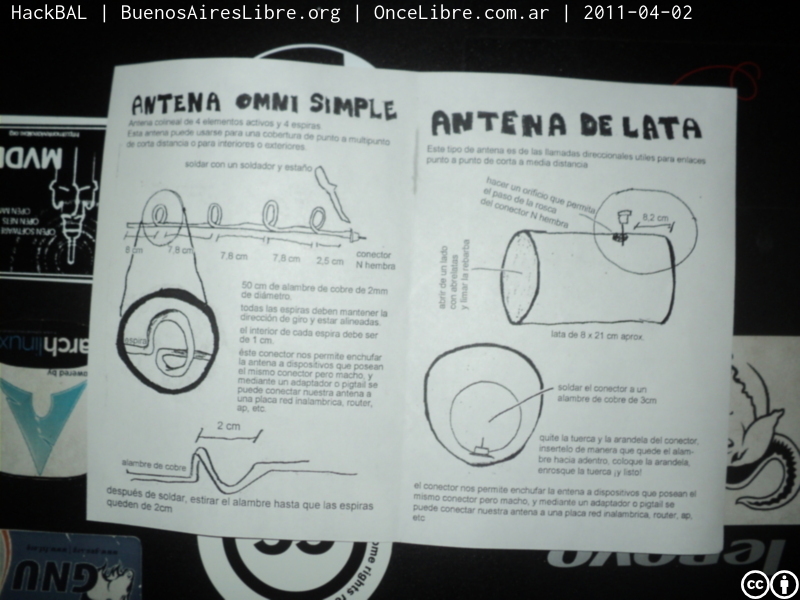 HackBAL | BuenosAiresLibre.org | OnceLibre.com.ar | 2011-04-02
ANTENA OMNI SIMPLE
Antena colineal de 4 elementos activos y 4 espiras.
Esta antena puede usarse para una cobertura de punto a multipunto
de corta distancia o para interiores o exteriores.
soldar con un soldador y estaño
8 cm
7,8 cm
7,8 cm
7,8 cm
2,5 cm
conector
N hembra
50 cm de alambre de cobre de 2mm
de diámetro.
todas las espiras deben mantener la
dirección de giro y estar alineadas.
el interior de cada espira debe ser
de 1 cm.
espira
éste conector nos permite enchufar
la antena a dispositivos que posean
el mismo conector pero macho, y
mediante un adaptador o pigtail se
puede conectar nuestra antena a
una placa red inalambrica, router,
ap, etc.
2 cm
alambre de cobre
después de soldar, estirar el alambre hasta que las espiras
queden de 2cm
ANTENA DE LATA
Este tipo de antena es de las llamadas direccionales utiles para enlaces
punto a punto de corta a media distancia
hacer un orificio que permita
el paso de la rosca
del conector N hembra
8,2 cm
abrir de un lado
con abrelatas
y limar la rebarba
lata de 8 x 21 cm aprox.
soldar el conector a un
alambre de cobre de 3cm
quite la tuerca y la arandela del conector,
insertelo de manera que quede el alam-
bre hacia adentro, coloque la arandela,
enrosque la tuerca ¡y listo!
el conector nos permite enchufar la antena a dispositivos que posean el
mismo conector pero macho, y mediante un adaptador o pigtail se
puede conectar nuestra antena a una placa red inalambrica, router, ap,
etc
MVD
OPEN SOFTWARE
archlinux
powered by
GNU
lenovo
cc
some rights re
cc